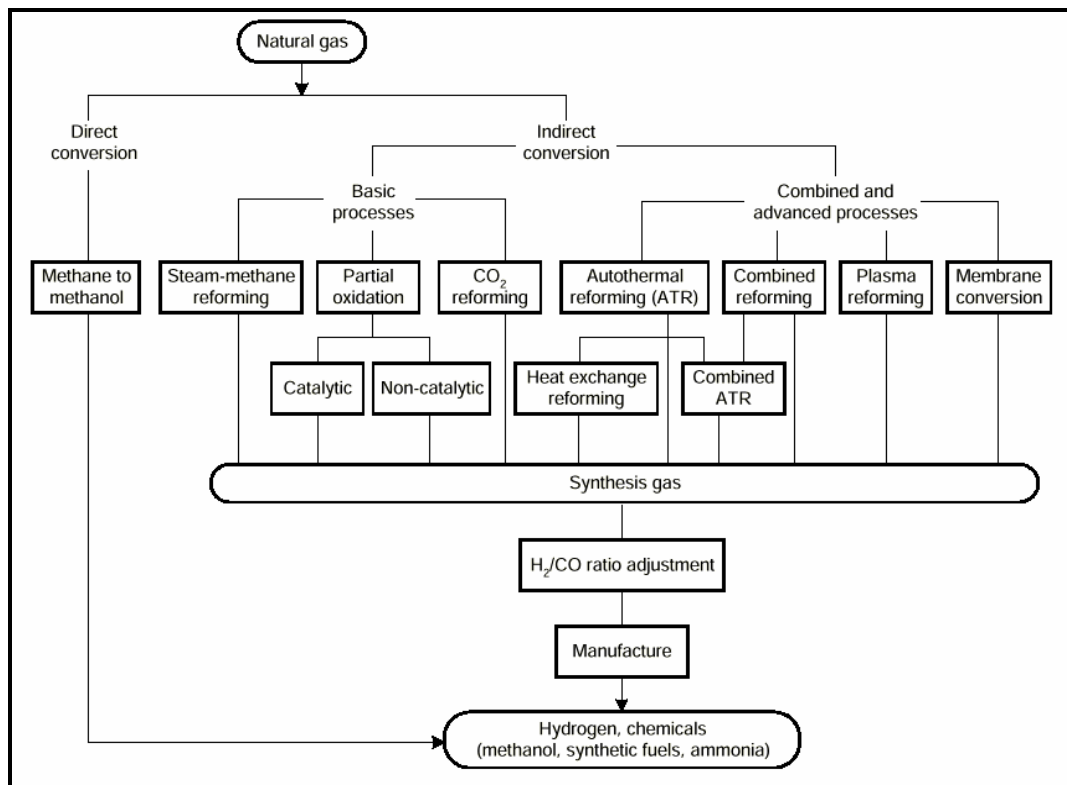 Natural gas
Direct
conversion
Indirect
conversion
Basic
processes
Combined and
advanced processes
Methane to
methanol
Steam-methane
reforming
Partial
oxidation
CO₂
reforming
Autothermal
reforming (ATR)
Combined
reforming
Plasma
reforming
Membrane
conversion
Catalytic
Non-catalytic
Heat exchange
reforming
Combined
ATR
Synthesis gas
H₂/CO ratio adjustment
Manufacture
Hydrogen, chemicals
(methanol, synthetic fuels, ammonia)